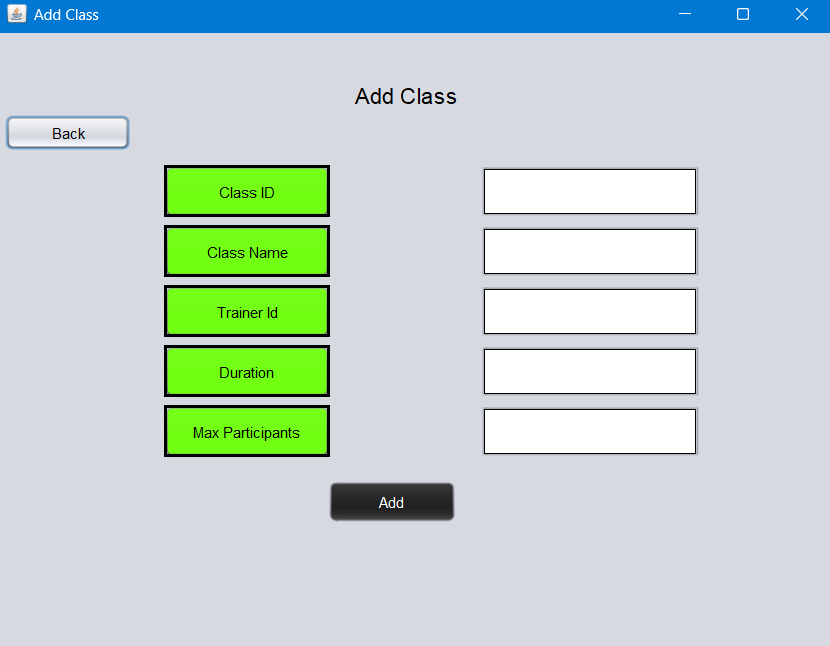 Add Class
Add Class
Back
Class ID
Class Name
Trainer Id
Duration
Max Participants
Add